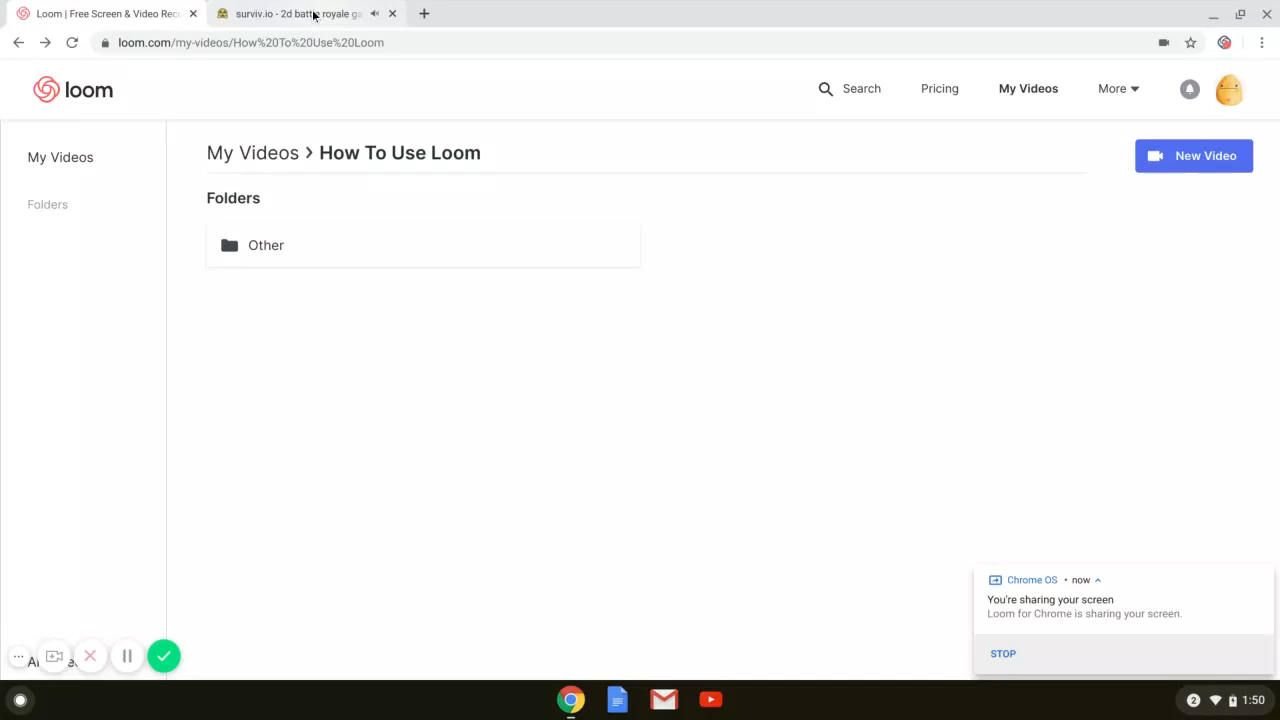 Loom | Free Screen & Video Rec
surviv.io - 2d battle royale ga
loom.com/my-videos/How%20To%20Use%20Loom
loom
Search
Pricing
My Videos
More
My Videos
Folders
My Videos › How To Use Loom
New Video
Folders
Other
Chrome OS • now
You're sharing your screen
Loom for Chrome is sharing your screen.
STOP
2
1:50